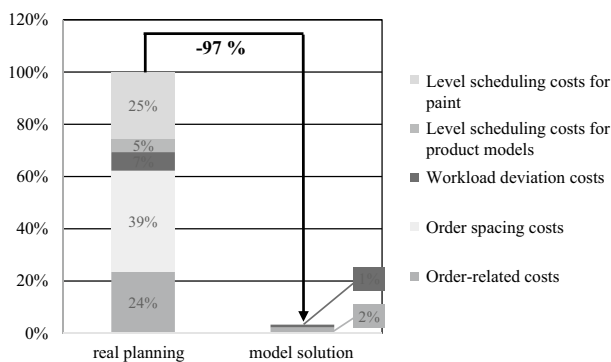 -97 %
120%
100%
80%
60%
40%
20%
0%
25%
5%
7%
39%
24%
1%
2%
real planning
model solution
Level scheduling costs for
paint
Level scheduling costs for
product models
Workload deviation costs
Order spacing costs
Order-related costs